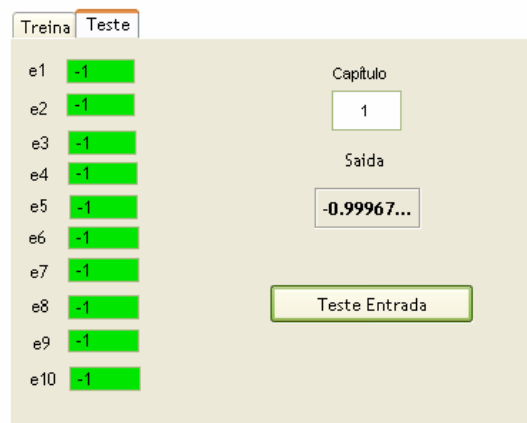 Treina Teste
e1 -1
e2 -1
e3 -1
e4 -1
e5 -1
e6 -1
e7 -1
e8 -1
e9 -1
e10 -1
Capítulo
1
Saida
-0.99967...
Teste Entrada